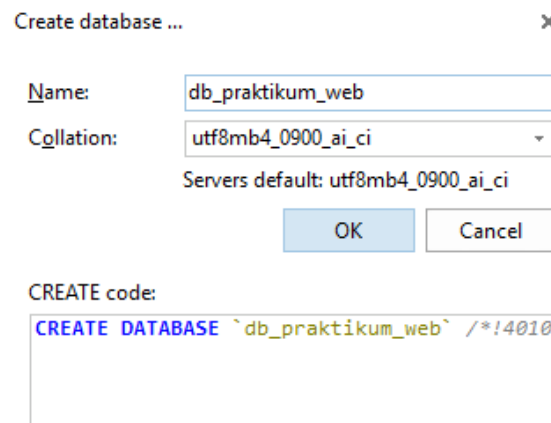 Create database ...
Name: db_praktikum_web
Collation: utf8mb4_0900_ai_ci
Servers default: utf8mb4_0900_ai_ci
OK Cancel
CREATE code:
CREATE DATABASE `db_praktikum_web` /*!4010